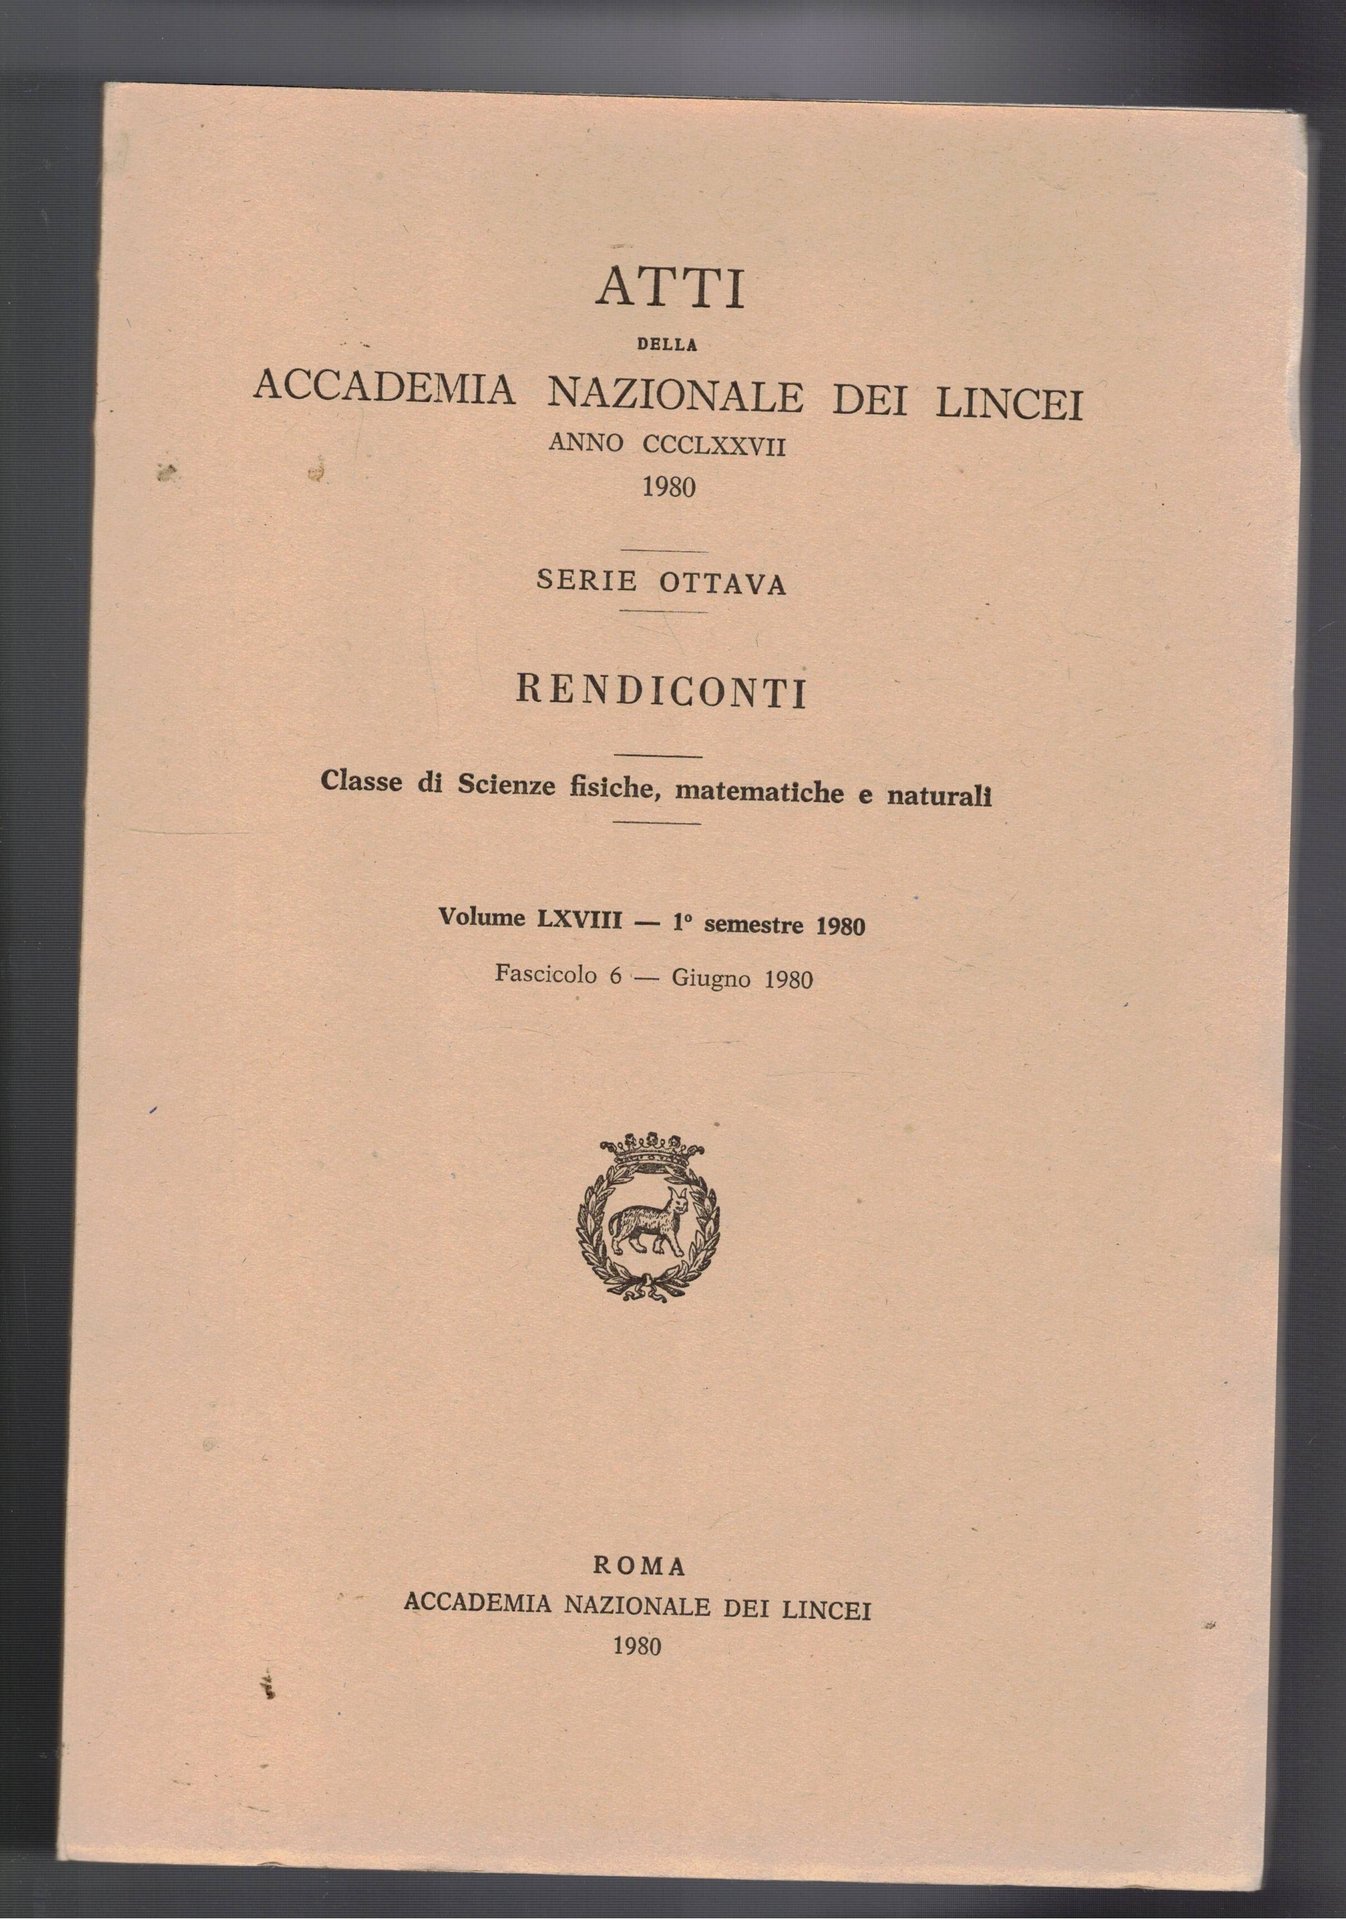 ATTI
DELLA
ACCADEMIA NAZIONALE DEI LINCEI
ANNO CCCLXXVII
1980
SERIE OTTAVA
RENDICONTI
Classe di Scienze fisiche, matematiche e naturali
Volume LXVIII — 1º semestre 1980
Fascicolo 6 — Giugno 1980
ROMA
ACCADEMIA NAZIONALE DEI LINCEI
1980